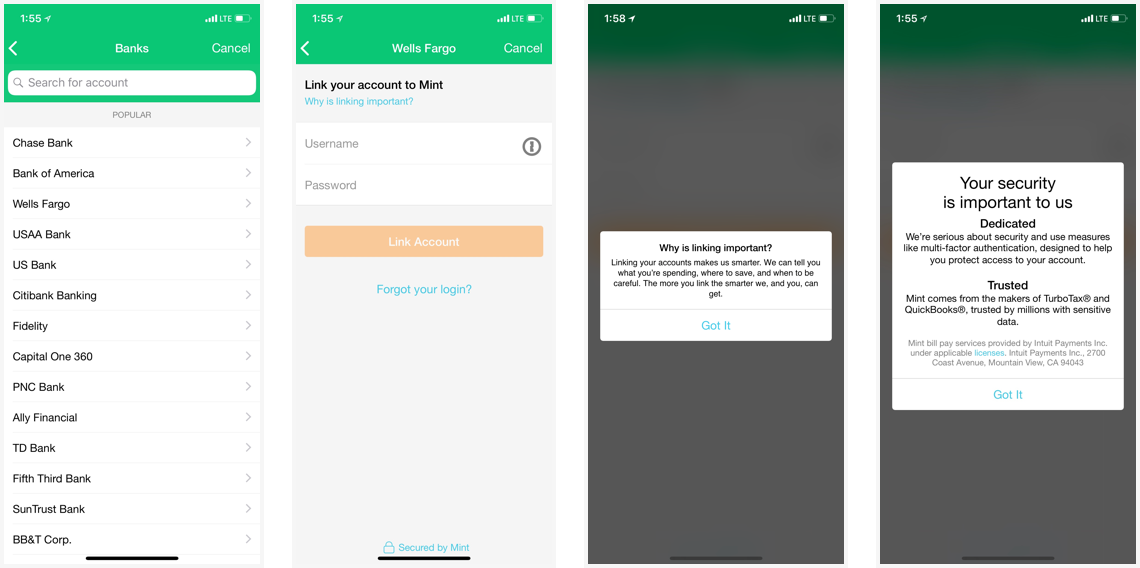 1:55
LTE
Banks
Cancel
Search for account
POPULAR
Chase Bank
Bank of America
Wells Fargo
USAA Bank
US Bank
Citibank Banking
Fidelity
Capital One 360
PNC Bank
Ally Financial
TD Bank
Fifth Third Bank
SunTrust Bank
BB&T Corp.
1:55
LTE
Wells Fargo
Cancel
Link your account to Mint
Why is linking important?
Username
Password
Link Account
Forgot your login?
Secured by Mint
1:58
LTE
Why is linking important?
Linking your accounts makes us smarter. We can tell you
what you're spending, where to save, and when to be
careful. The more you link the smarter we, and you, can
get.
Got It
1:55
LTE
Your security
is important to us
Dedicated
We're serious about security and use measures
like multi-factor authentication, designed to help
you protect access to your account.
Trusted
Mint comes from the makers of TurboTax® and
QuickBooks®, trusted by millions with sensitive
data.
Mint bill pay services provided by Intuit Payments Inc.
under applicable licenses. Intuit Payments Inc., 2700
Coast Avenue, Mountain View, CA 94043
Got It